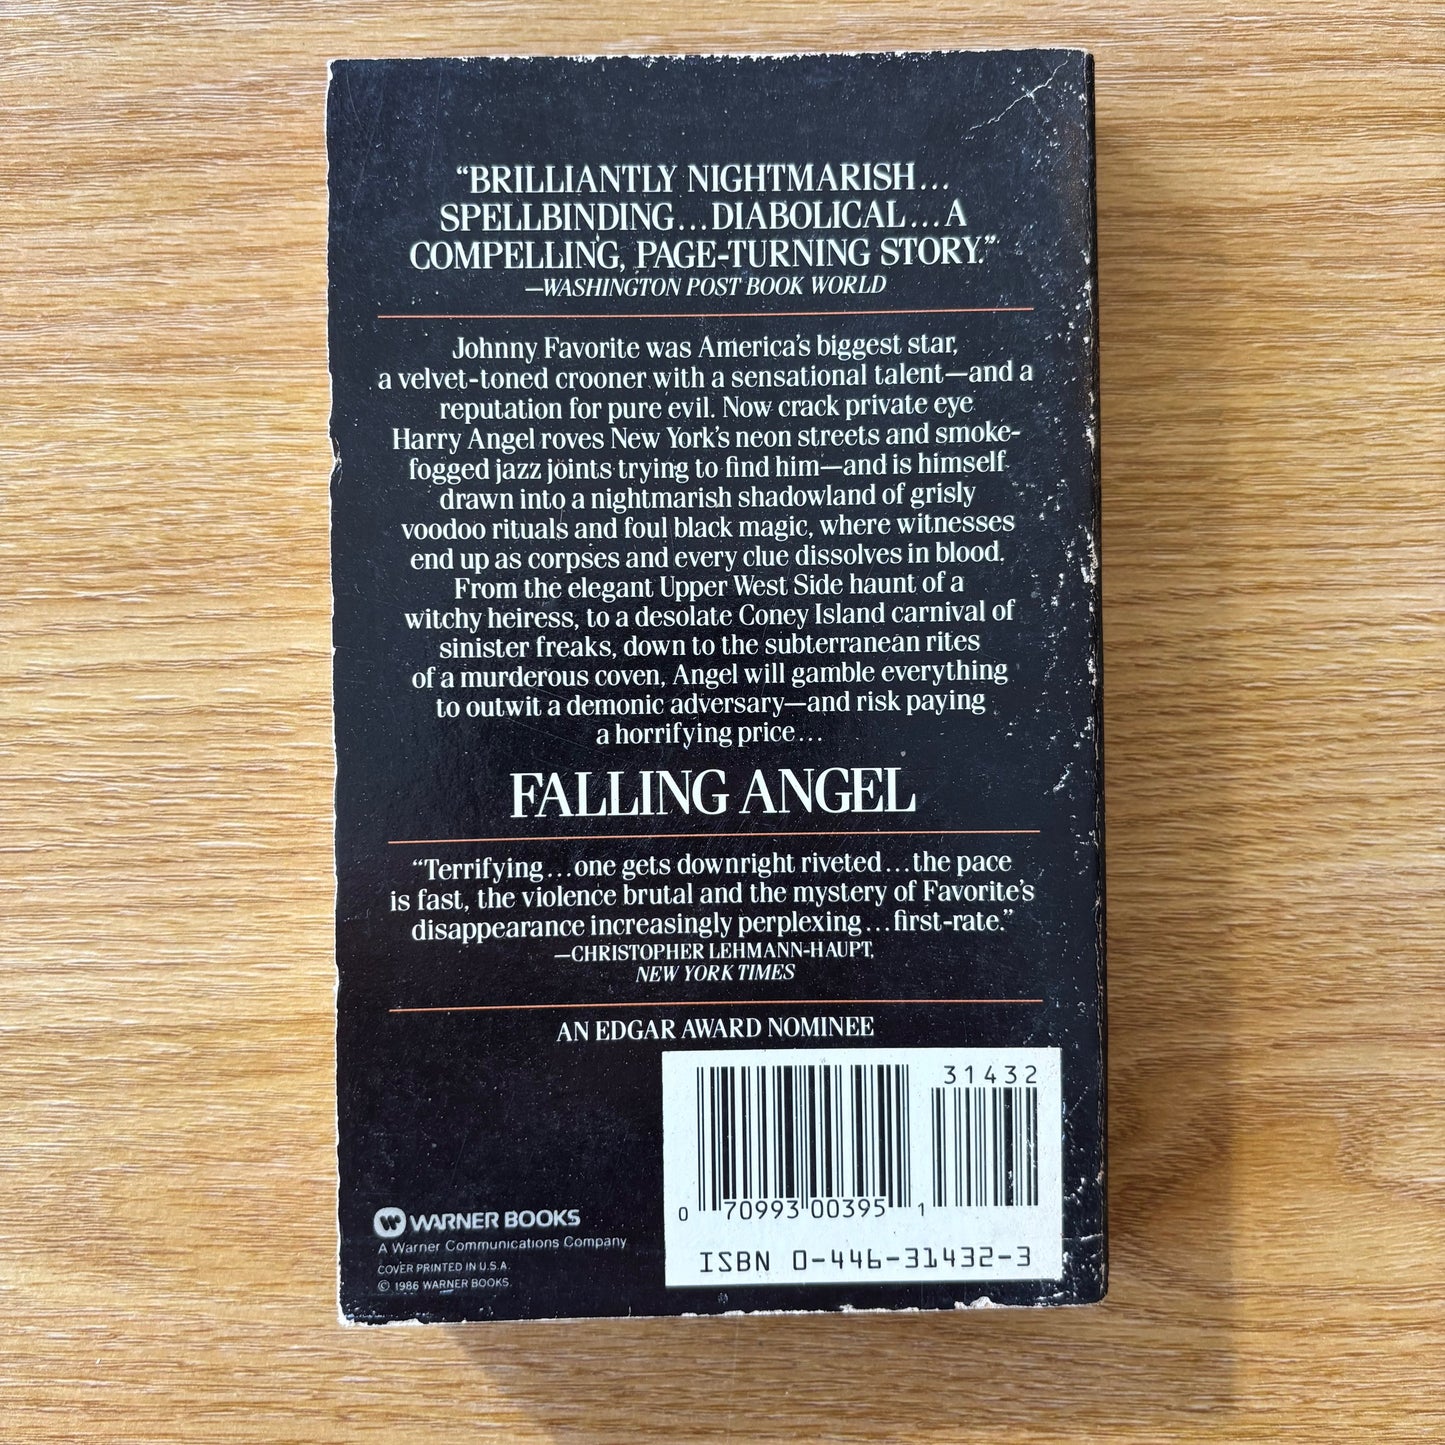 “BRILLIANTLY NIGHTMARISH...
SPELLBINDING...DIABOLICAL...A
COMPELLING, PAGE-TURNING STORY.”
—WASHINGTON POST BOOK WORLD
Johnny Favorite was America's biggest star,
a velvet-toned crooner with a sensational talent—and a
reputation for pure evil. Now crack private eye
Harry Angel roves New York's neon streets and smoke-
fogged jazz joints trying to find him—and is himself
drawn into a nightmarish shadowland of grisly
voodoo rituals and foul black magic, where witnesses
end up as corpses and every clue dissolves in blood.
From the elegant Upper West Side haunt of a
witchy heiress, to a desolate Coney Island carnival of
sinister freaks, down to the subterranean rites
of a murderous coven, Angel will gamble everything
to outwit a demonic adversary—and risk paying
a horrifying price...
FALLING ANGEL
“Terrifying...one gets downright riveted...the pace
is fast, the violence brutal and the mystery of Favorite's
disappearance increasingly perplexing...first-rate.”
—CHRISTOPHER LEHMANN-HAUPT,
NEW YORK TIMES
AN EDGAR AWARD NOMINEE
31432
0 70993 00395 1
ISBN 0-446-31432-3
WARNER BOOKS
A Warner Communications Company
COVER PRINTED IN U.S.A.
© 1986 WARNER BOOKS